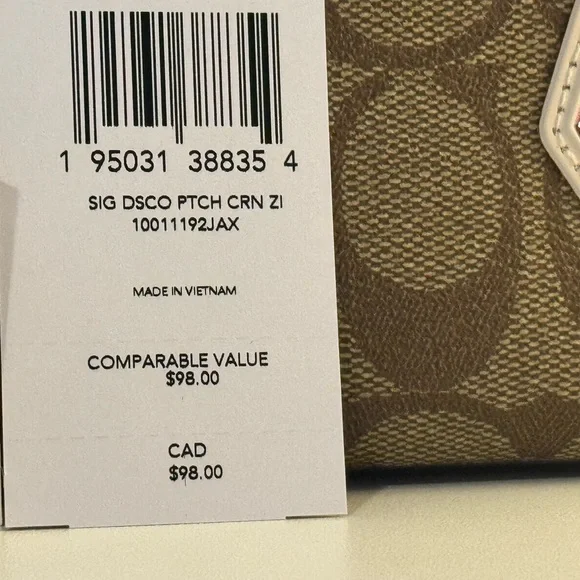 1 95031 38835 4
SIG DSCO PTCH CRN ZI
10011192JAX
MADE IN VIETNAM
COMPARABLE VALUE
$98.00
CAD
$98.00